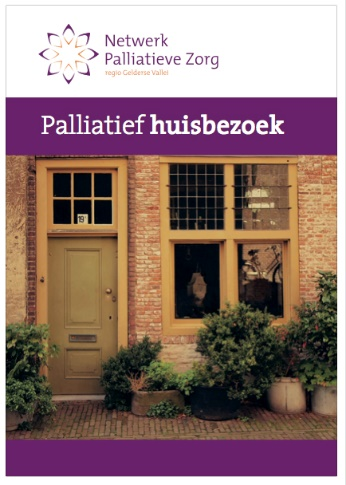 Netwerk
Palliatieve Zorg
regio Gelderse Vallei
Palliatief huisbezoek